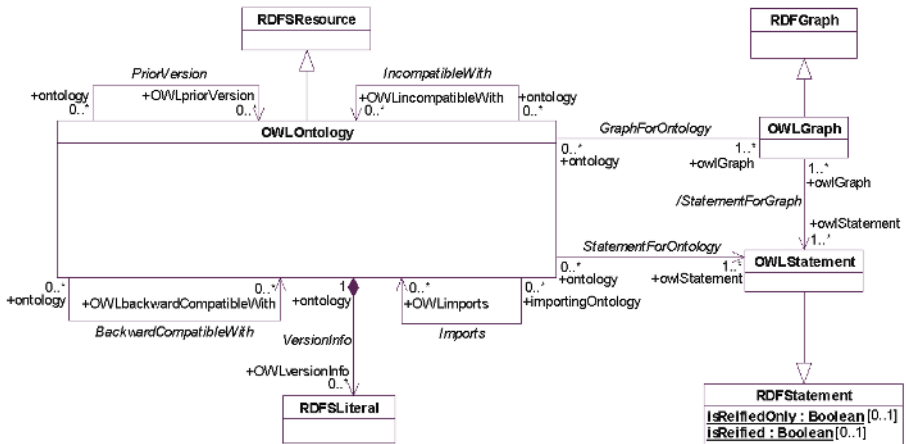 RDFSResource
RDFGraph
PriorVersion
IncompatibleWith
+ontology
+OWLpriorVersion
+OWLincompatibleWith
+ontology
0..*
0..*
0..*
0..*
OWLOntology
GraphForOntology
OWLGraph
0..*
1..*
+ontology
+owlGraph
1..*
+owlGraph
/StatementForGraph
+owlStatement
1..*
StatementForOntology
OWLStatement
0..*
1..*
+ontology
+owlStatement
0..*
0..*
1
0..*
0..*
+ontology
+OWLbackwardCompatibleWith
+ontology
+OWLimports
+importingOntology
BackwardCompatibleWith
VersionInfo
Imports
+OWLversionInfo
0..*
RDFSLiteral
RDFStatement
isReifiedOnly : Boolean [0..1]
isReified : Boolean [0..1]